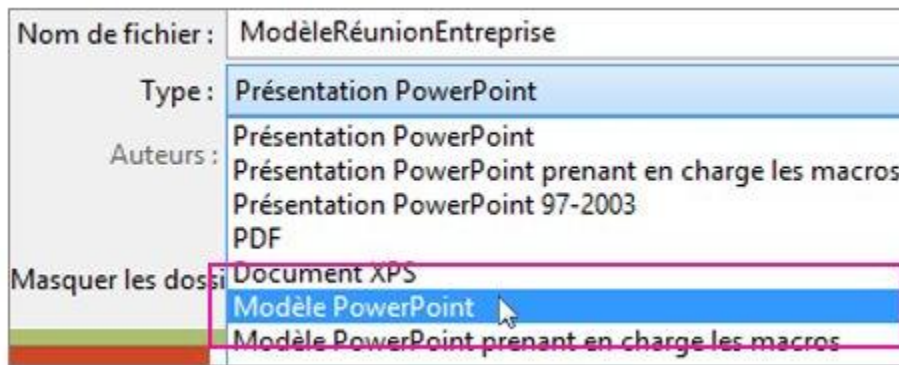 Nom de fichier : ModèleRéunionEntreprise
Type : Présentation PowerPoint
Auteurs :
Présentation PowerPoint
Présentation PowerPoint prenant en charge les macros
Présentation PowerPoint 97-2003
PDF
Masquer les dossi
Document XPS
Modèle PowerPoint
Modèle PowerPoint prenant en charge les macros